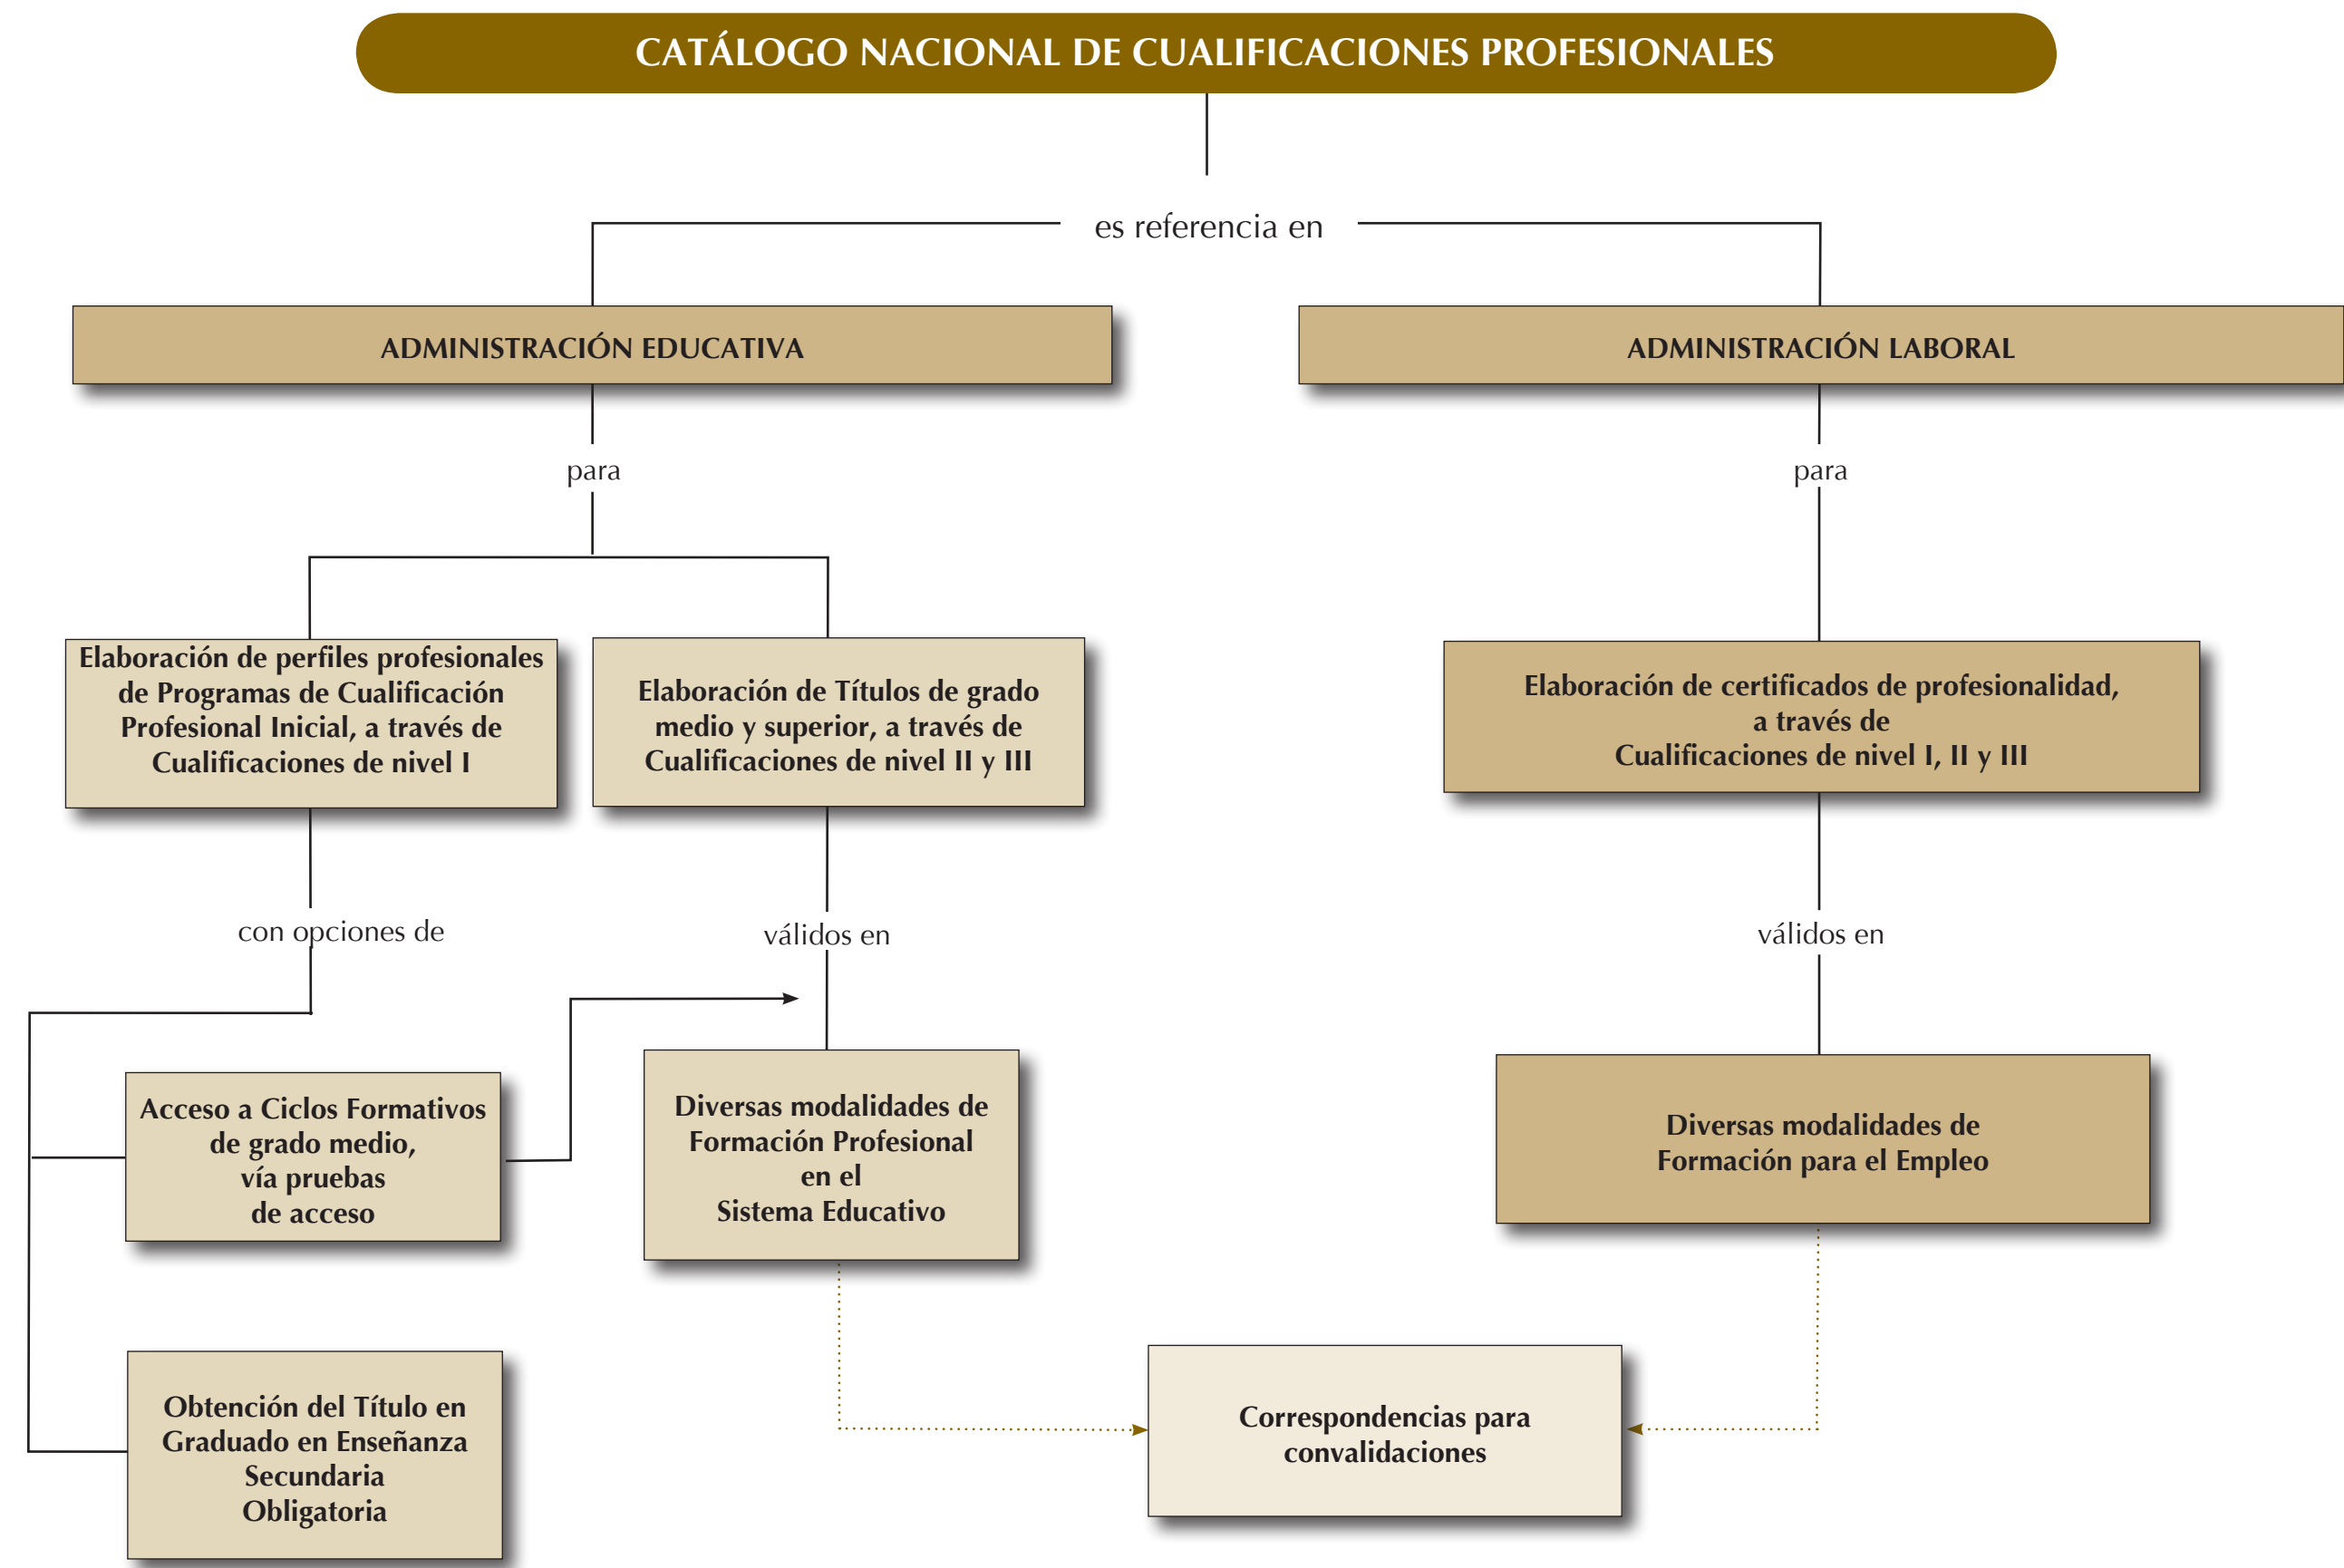 CATÁLOGO NACIONAL DE CUALIFICACIONES PROFESIONALES
es referencia en
ADMINISTRACIÓN EDUCATIVA
ADMINISTRACIÓN LABORAL
para
para
Elaboración de perfiles profesionales
de Programas de Cualificación
Profesional Inicial, a través de
Cualificaciones de nivel I
Elaboración de Títulos de grado
medio y superior, a través de
Cualificaciones de nivel II y III
Elaboración de certificados de profesionalidad,
a través de
Cualificaciones de nivel I, II y III
con opciones de
válidos en
válidos en
Acceso a Ciclos Formativos
de grado medio,
vía pruebas
de acceso
Diversas modalidades de
Formación Profesional
en el
Sistema Educativo
Diversas modalidades de
Formación para el Empleo
Obtención del Título en
Graduado en Enseñanza
Secundaria
Obligatoria
Correspondencias para
convalidaciones